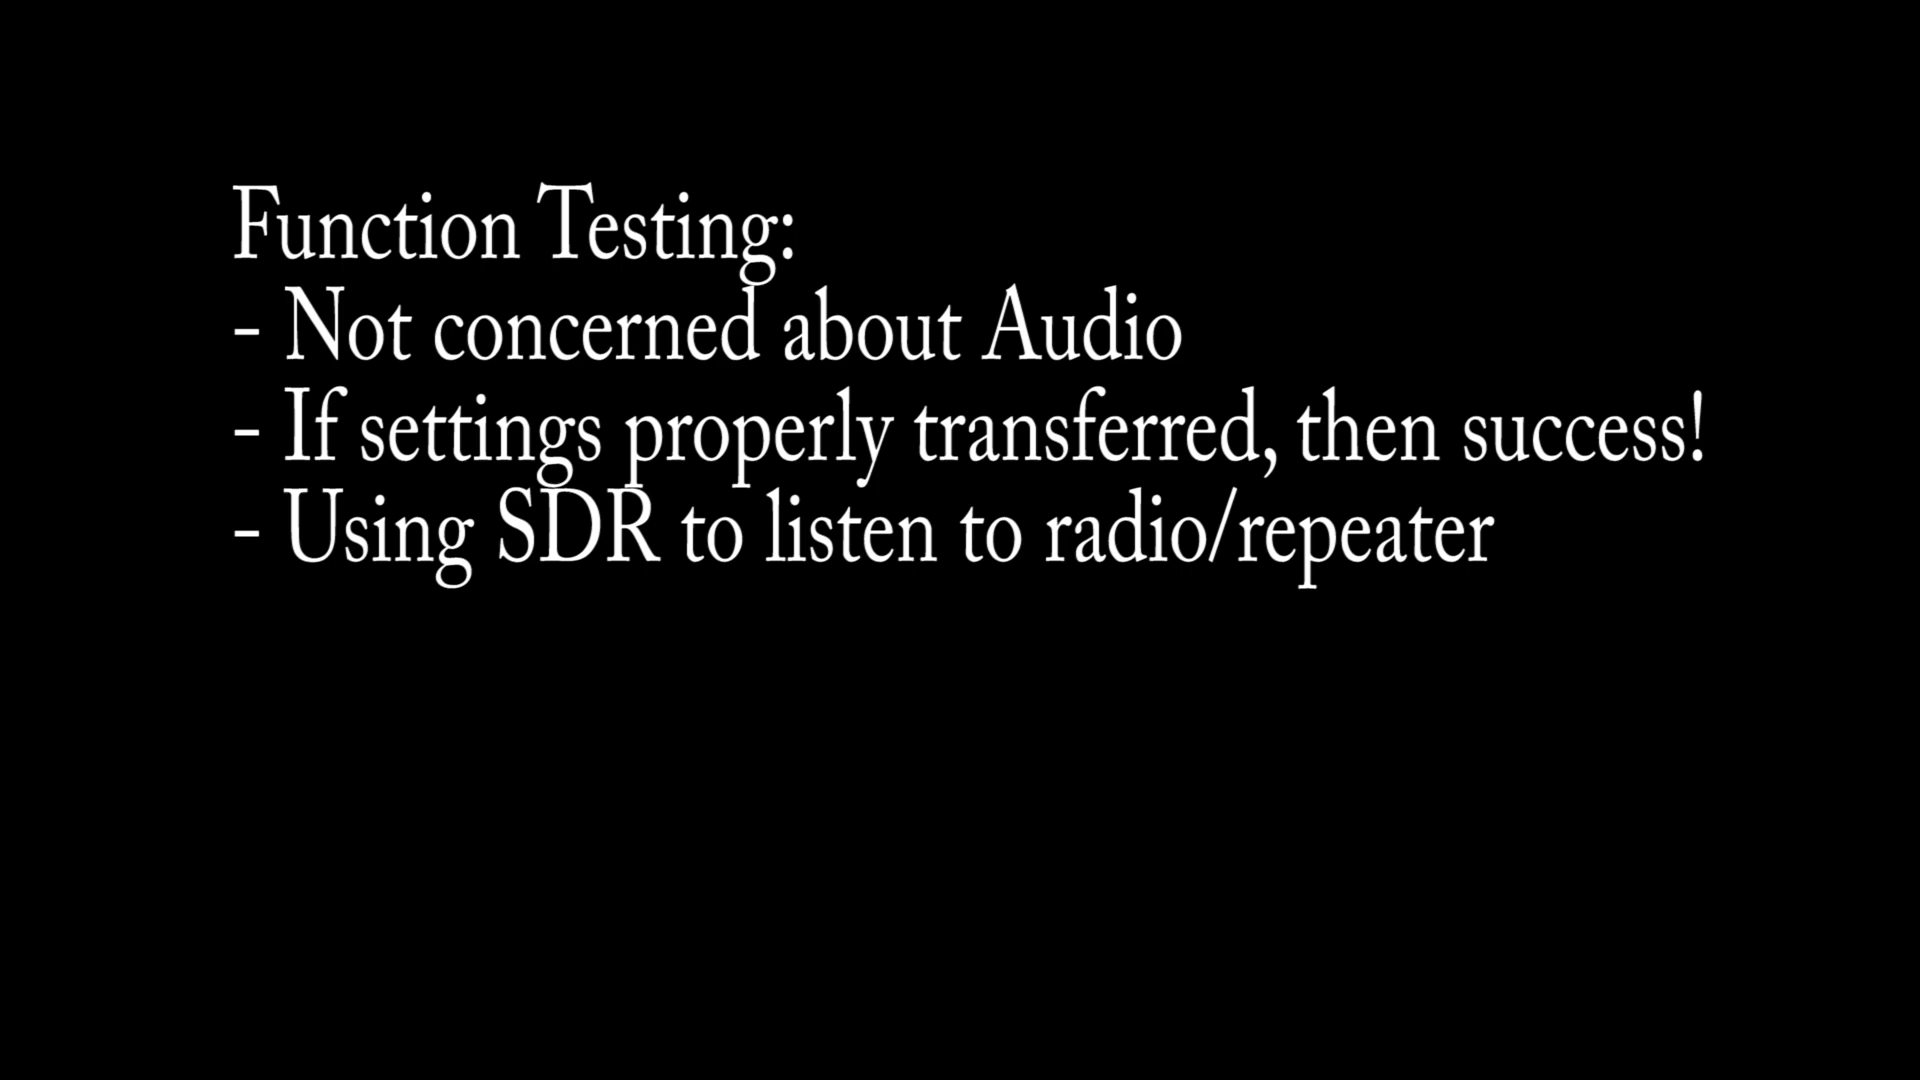 Function Testing:
- Not concerned about Audio
- If settings properly transferred, then success!
- Using SDR to listen to radio/repeater